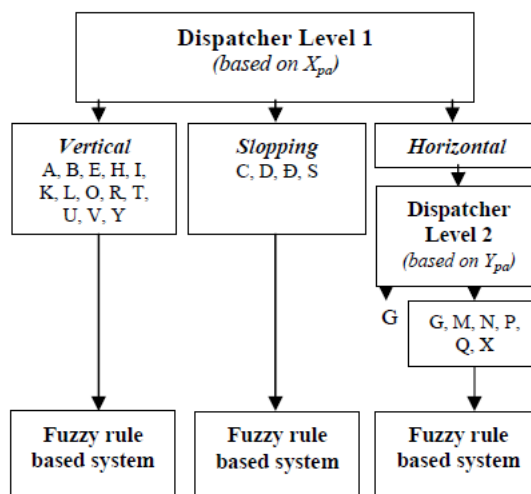 Dispatcher Level 1
(based on Xpa)
Vertical
A, B, E, H, I,
K, L, O, R, T,
U, V, Y
Slopping
C, D, Đ, S
Horizontal
Dispatcher
Level 2
(based on Ypa)
G
G, M, N, P,
Q, X
Fuzzy rule
based system
Fuzzy rule
based system
Fuzzy rule
based system